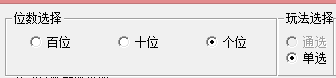 位数选择
百位 十位 个位
玩法选择
通选
单选